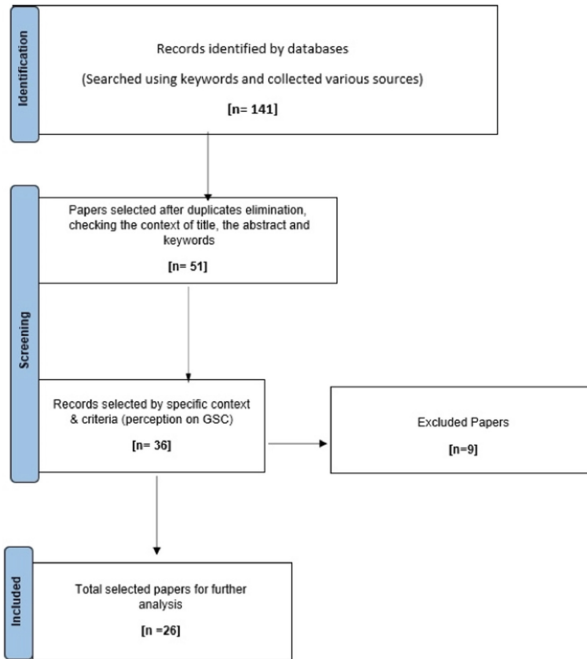 Identification
Records identified by databases
(Searched using keywords and collected various sources)
[n= 141]
Screening
Papers selected after duplicates elimination,
checking the context of title, the abstract and
keywords
[n= 51]
Records selected by specific context
& criteria (perception on GSC)
[n= 36]
Excluded Papers
[n=9]
Included
Total selected papers for further
analysis
[n =26]